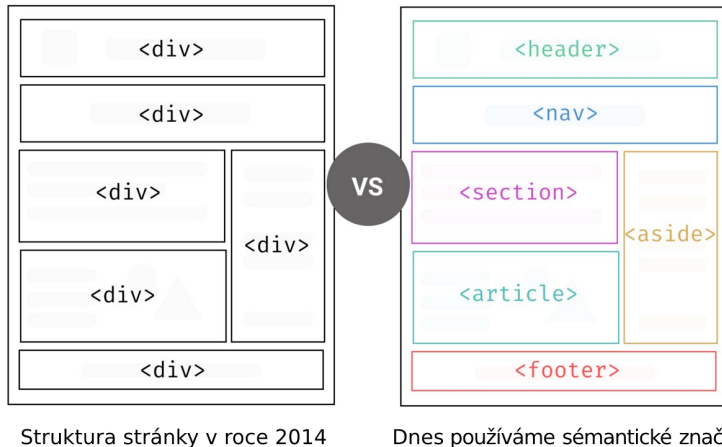 <div>
<div>
<div>
<div>
<div>
<div>
VS
<header>
<nav>
<section>
<aside>
<article>
<footer>
Struktura stránky v roce 2014
Dnes používáme sémantické